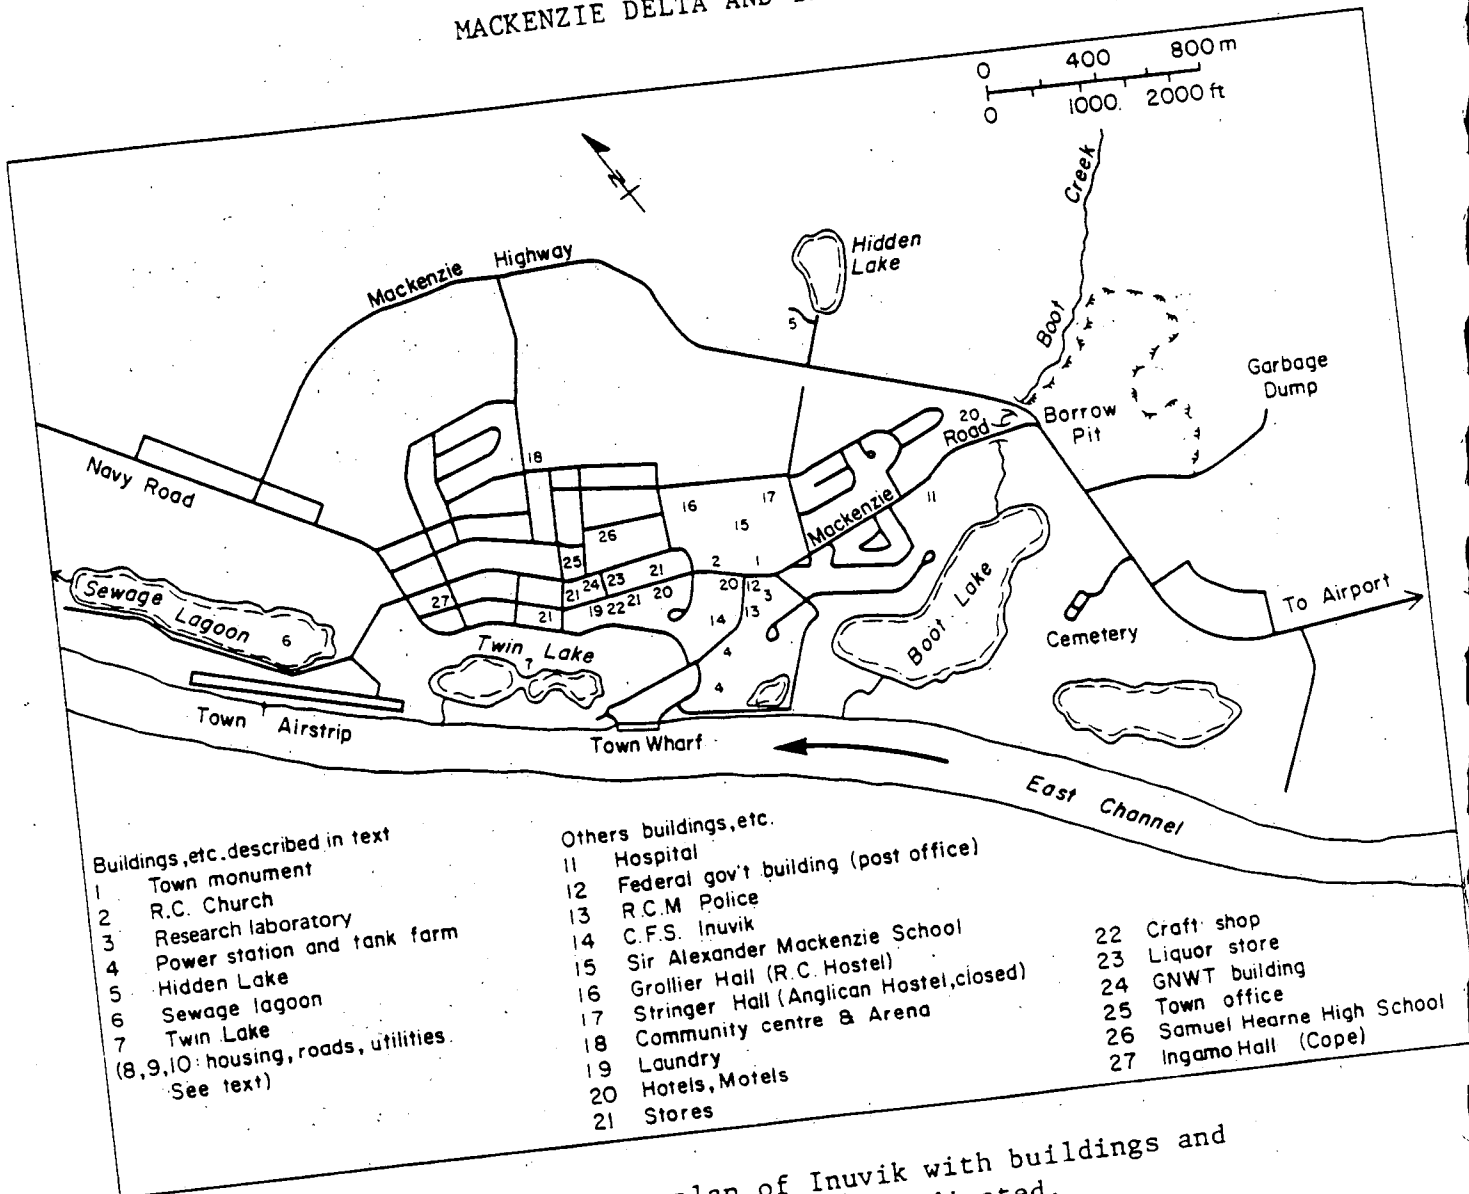 MACKENZIE DELTA AND
0 400 800 m
0 1000. 2000 ft
N
Creek
Boot
Hidden
Lake
5
Mackenzie Highway
Garbage
Dump
Borrow
Pit
20
Road
Mackenzie
Navy Road
18
16
17
15
11
26
25
24 23
21
21
2
1
20
12
3
13
20
19 22 21
14
27
21
4
4
Sewage Lagoon
6
Twin Lake
7
Boot Lake
Cemetery
To Airport
Town Airstrip
Town Wharf
East Channel
Buildings, etc. described in text
1 Town monument
2 R.C. Church
3 Research laboratory
4 Power station and tank farm
5 Hidden Lake
6 Sewage lagoon
7 Twin Lake
(8,9,10: housing, roads, utilities.
See text)
Others buildings, etc.
11 Hospital
12 Federal gov't building (post office)
13 R.C.M Police
14 C.F.S. Inuvik
15 Sir Alexander Mackenzie School
16 Grollier Hall (R.C. Hostel)
17 Stringer Hall (Anglican Hostel, closed)
18 Community centre & Arena
19 Laundry
20 Hotels, Motels
21 Stores
22 Craft shop
23 Liquor store
24 GNWT building
25 Town office
26 Samuel Hearne High School
27 Ingamo Hall (Cope)
plan of Inuvik with buildings and